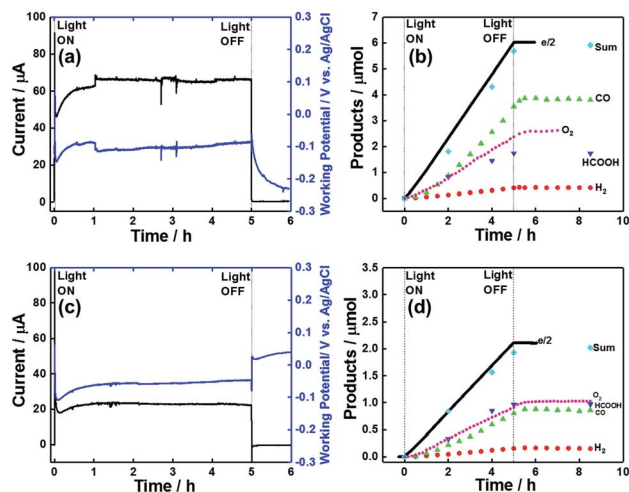 100
80
60
40
20
0
Current / μA
Light
ON
(a)
Light
OFF
0.3
0.2
0.1
0.0
-0.1
-0.2
-0.3
Working Potential / V vs. Ag/AgCl
0 1 2 3 4 5 6
Time / h
7
6
5
4
3
2
1
0
Products / μmol
Light
ON
(b)
Light
OFF
e/2
Sum
CO
O2
HCOOH
H2
0 2 4 6 8 10
Time / h
100
80
60
40
20
0
Current / μA
Light
ON
(c)
Light
OFF
0.3
0.2
0.1
0.0
-0.1
-0.2
-0.3
Working Potential/ V vs. Ag/AgCl
0 1 2 3 4 5 6
Time / h
3.5
3.0
2.5
2.0
1.5
1.0
0.5
0.0
Products / μmol
Light
ON
(d)
Light
OFF
e/2
Sum
O2
HCOOH
CO
H2
0 2 4 6 8 10
Time / h